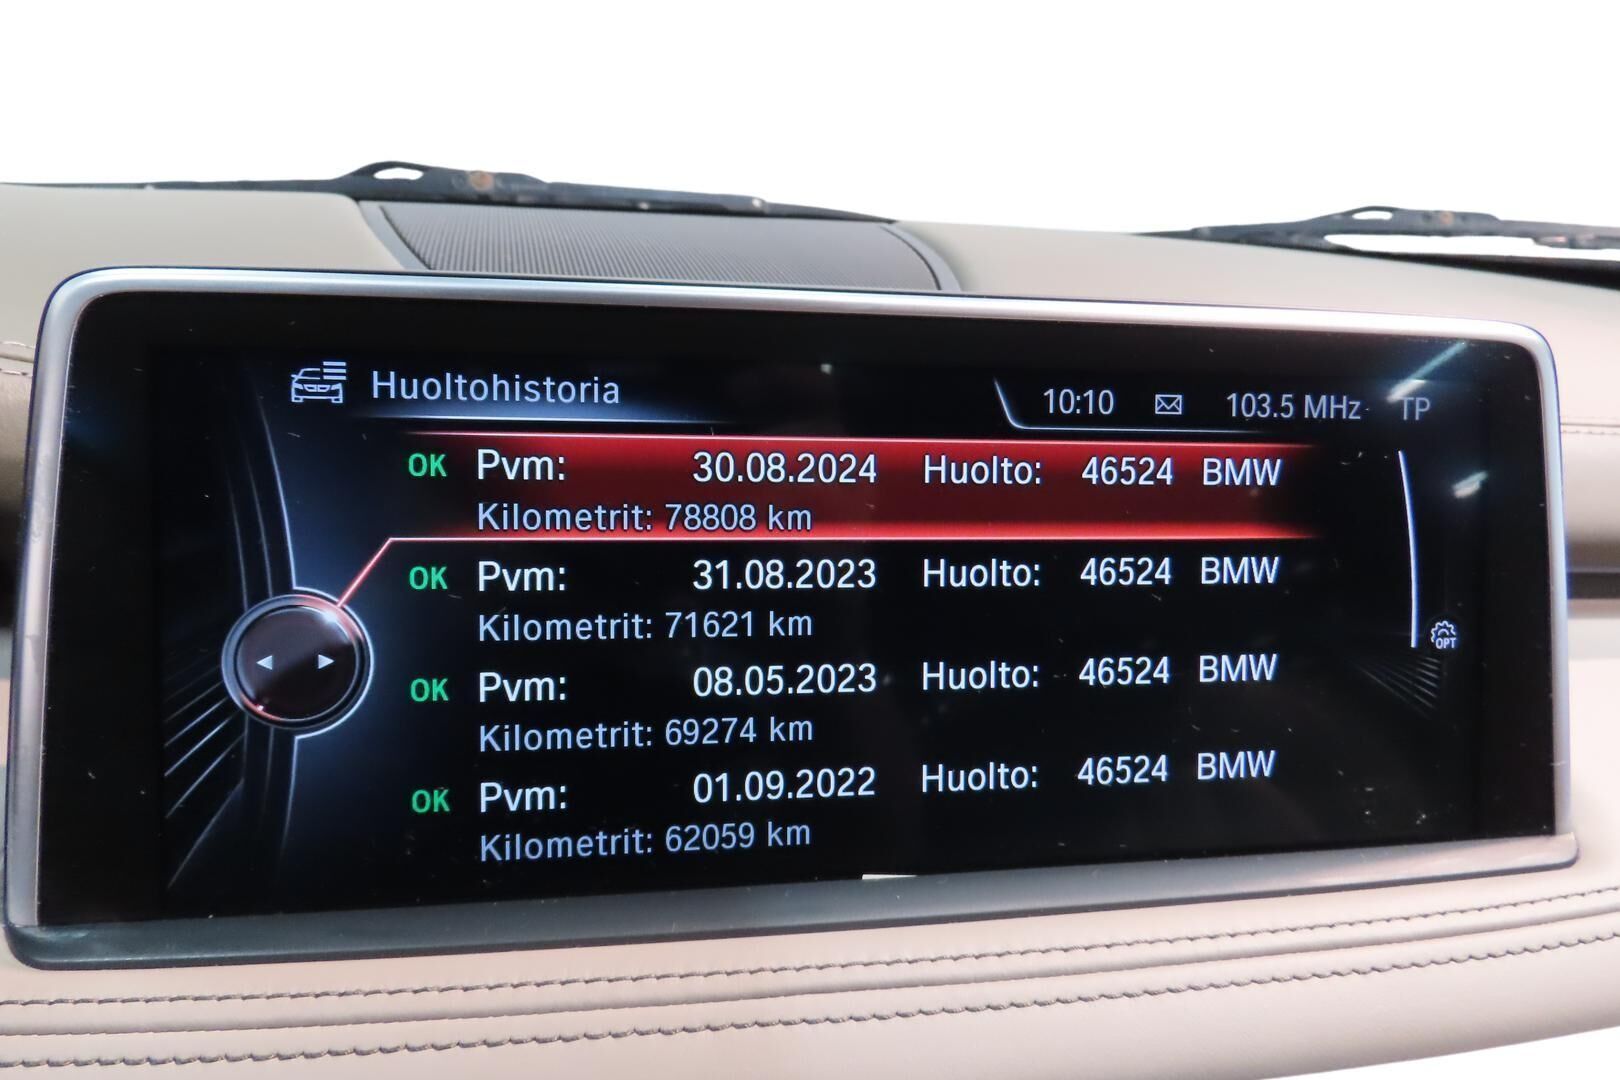 Huoltohistoria
10:10 103.5 MHz TP
OK Pvm: 30.08.2024 Huolto: 46524 BMW
Kilometrit: 78808 km
OK Pvm: 31.08.2023 Huolto: 46524 BMW
Kilometrit: 71621 km
OPT
OK Pvm: 08.05.2023 Huolto: 46524 BMW
Kilometrit: 69274 km
OK Pvm: 01.09.2022 Huolto: 46524 BMW
Kilometrit: 62059 km